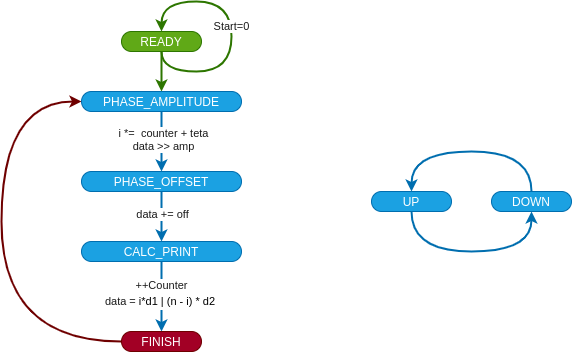 Start=0
READY
PHASE_AMPLITUDE
i *= counter + teta
data >> amp
PHASE_OFFSET
data += off
CALC_PRINT
++Counter
data = i*d1 | (n - i) * d2
FINISH
UP
DOWN